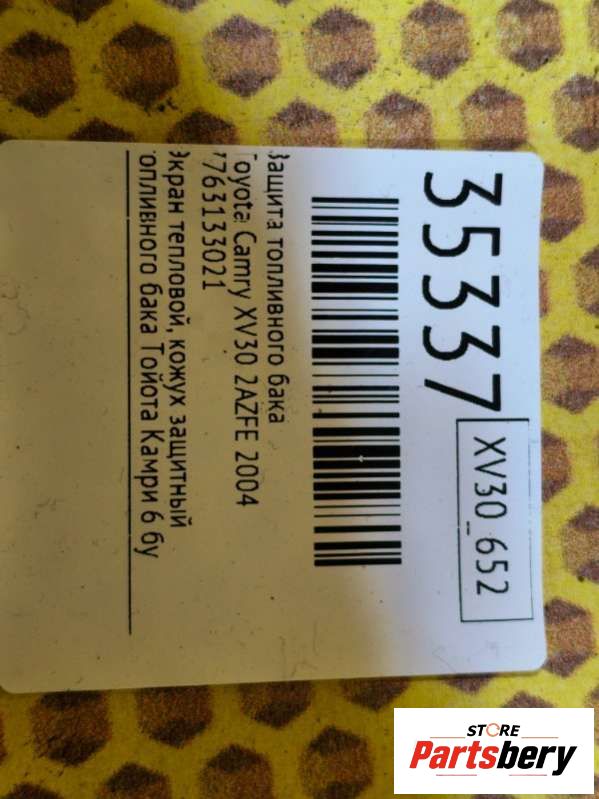 35337
XV30_652
Защита топливного бака
Toyota Camry XV30 2AZFE 2004
7763133021
Экран тепловой, кожух защитный
топливного бака Тойота Камри 6 бу
STORE
Partsbery